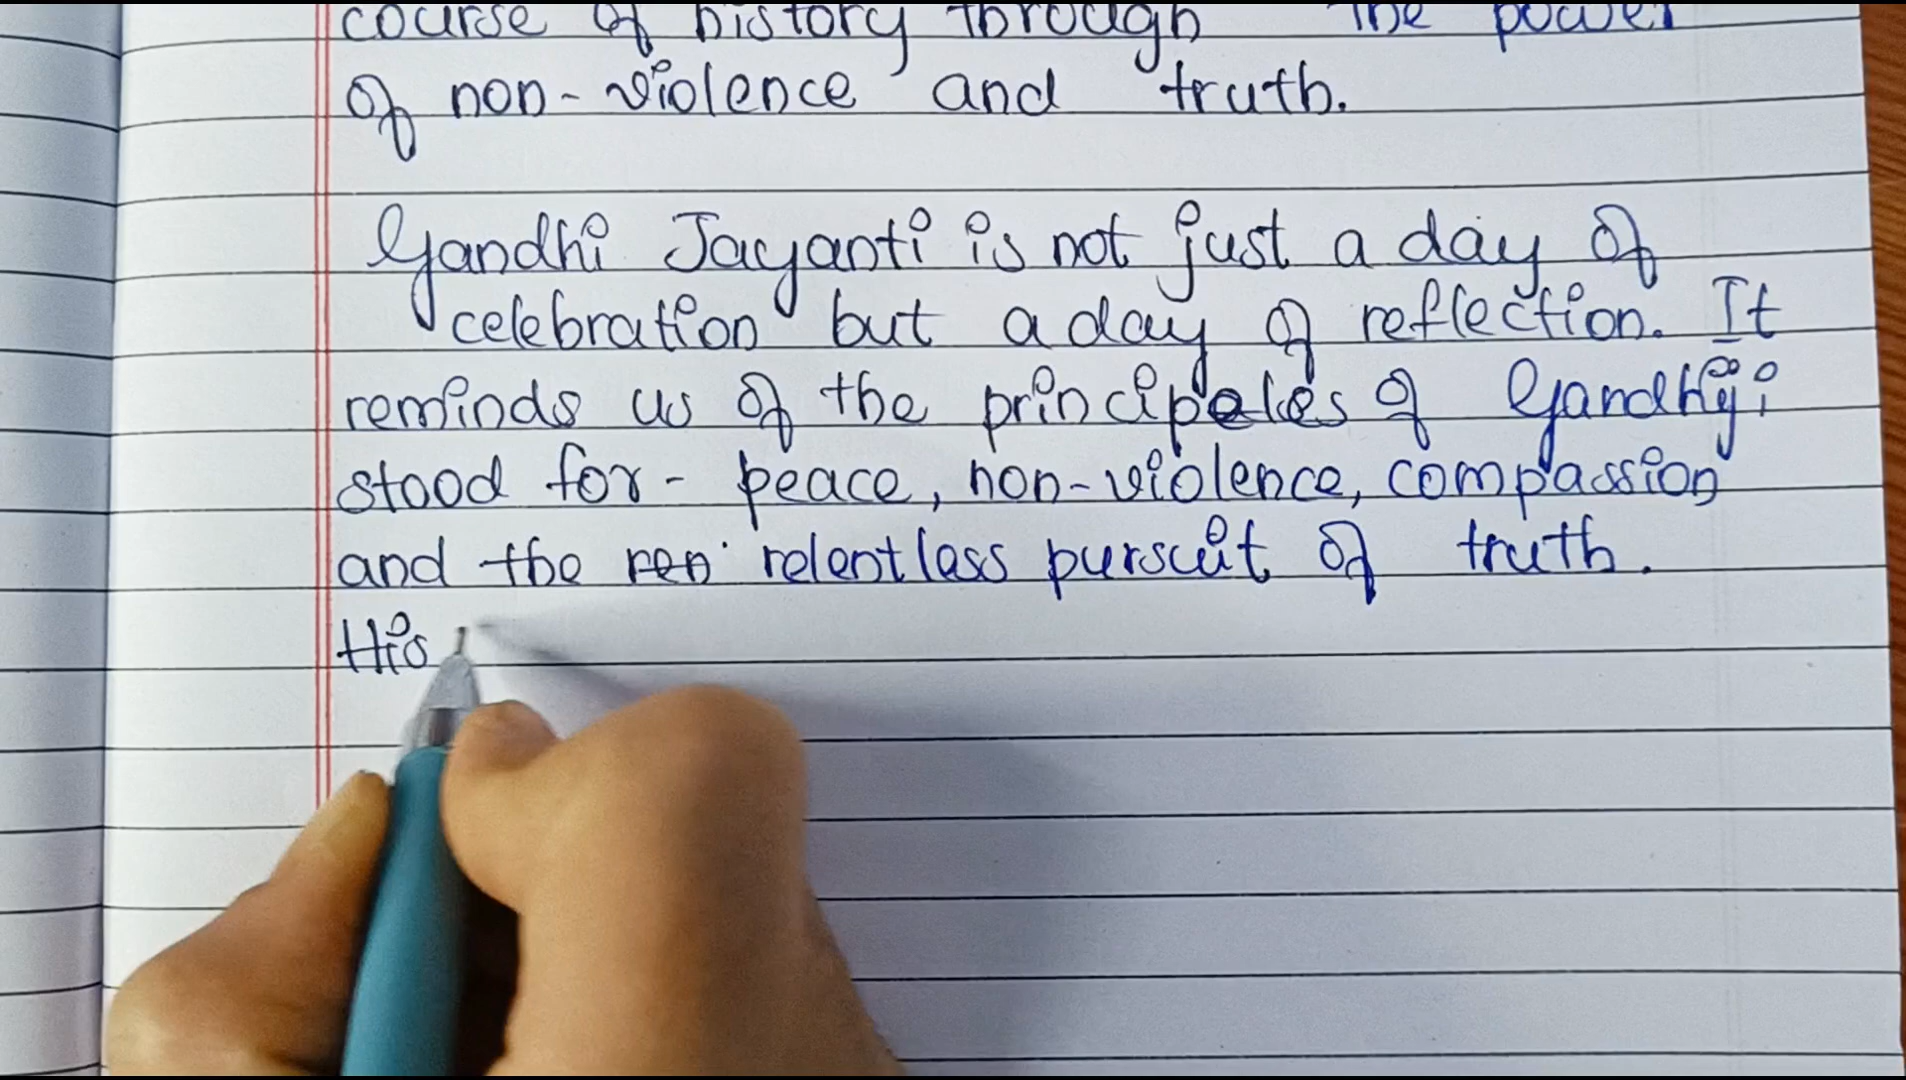 course of history through the power
of non-violence and truth.
Gandhi Jayanti is not just a day of
celebration but a day of reflection. It
reminds us of the principeles of Gandhiji
stood for - peace, non-violence, compassion
and the ren relentless pursuit of truth.
His